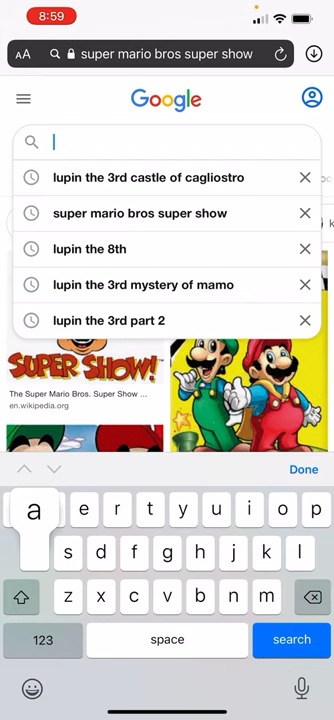 8:59
AA super mario bros super show
Google
lupin the 3rd castle of cagliostro
super mario bros super show
lupin the 8th
lupin the 3rd mystery of mamo
lupin the 3rd part 2
SUPER SHOW!
The Super Mario Bros. Super Show ...
en.wikipedia.org
Done
a e r t y u i o p
s d f g h j k l
z x c v b n m
123 space search